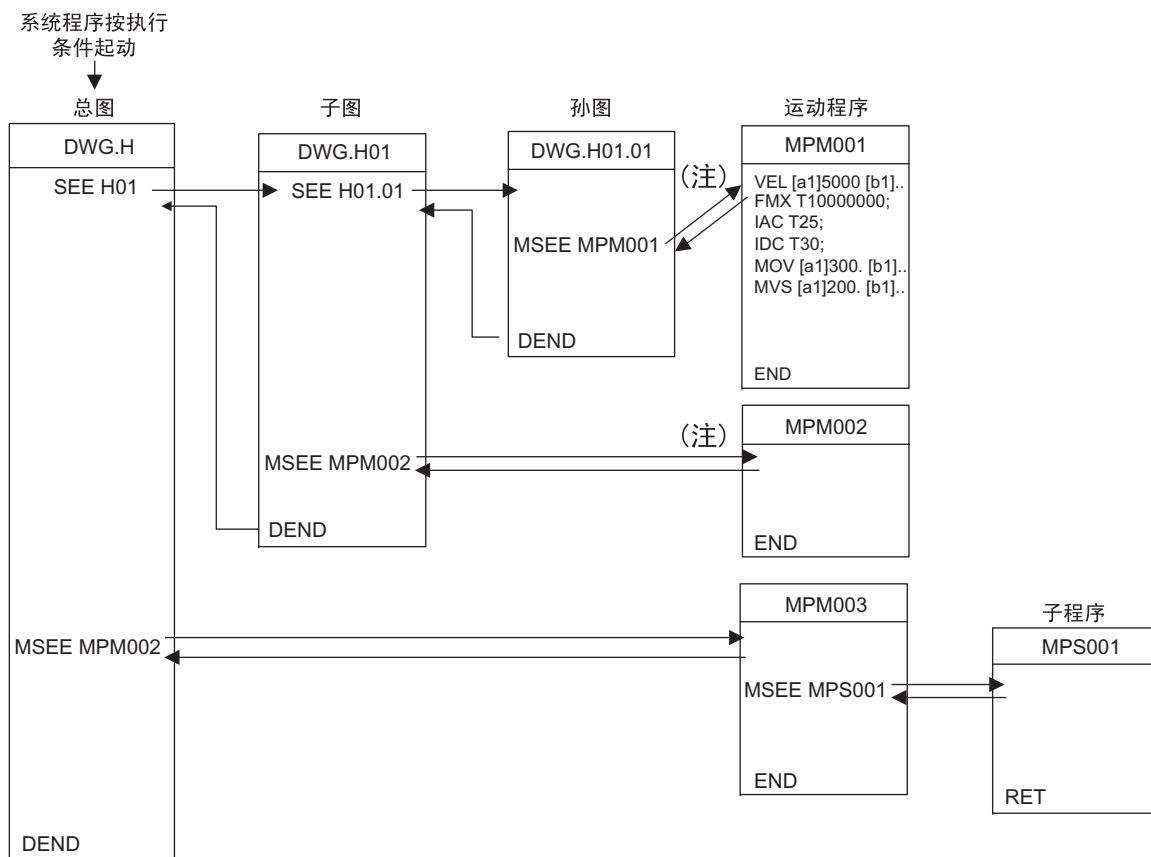 系统程序按执行
条件起动
总图
DWG.H
SEE H01
MSEE MPM002
DEND
子图
DWG.H01
SEE H01.01
MSEE MPM002
DEND
孙图
DWG.H01.01
MSEE MPM001
DEND
(注)
运动程序
MPM001
VEL [a1]5000 [b1]..
FMX T10000000;
IAC T25;
IDC T30;
MOV [a1]300. [b1]..
MVS [a1]200. [b1]..
END
(注)
MPM002
END
MPM003
MSEE MPS001
END
子程序
MPS001
RET